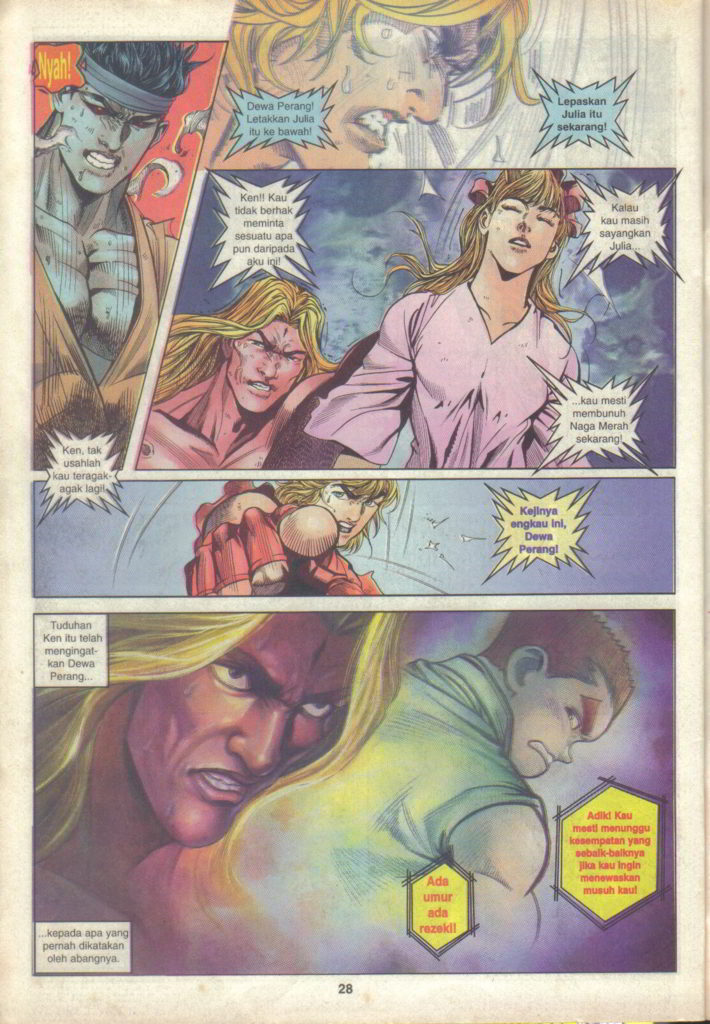 Nyah!
Dewa Perang!
Letakkan Julia
itu ke bawah!
Lepaskan
Julia itu
sekarang!
Ken!! Kau
tidak berhak
meminta
sesuatu apa
pun daripada
aku ini!
Kalau
kau masih
sayangkan
Julia...
...kau mesti
membunuh
Naga Merah
sekarang!
Ken, tak
usahlah
kau teragak-
agak lagi!
Kejinya
engkau ini,
Dewa
Perang!
Tuduhan
Ken itu telah
mengingat-
kan Dewa
Perang...
Adik! Kau
mesti menunggu
kesempatan yang
sebaik-baiknya
jika kau ingin
menewaskan
musuh kau!
Ada
umur
ada
rezeki!
...kepada apa yang
pernah dikatakan
oleh abangnya.
28